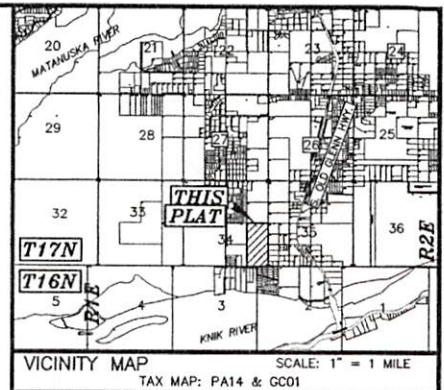 20
MATANUSKA RIVER
21
22
23
24
29
28
27
26
OLD GLENN HWY.
25
THIS
PLAT
32
33
34
35
36
T17N
R2E
T16N
5
R1E
4
3
2
1
KNIK RIVER
VICINITY MAP
SCALE: 1" = 1 MILE
TAX MAP: PA14 & GC01